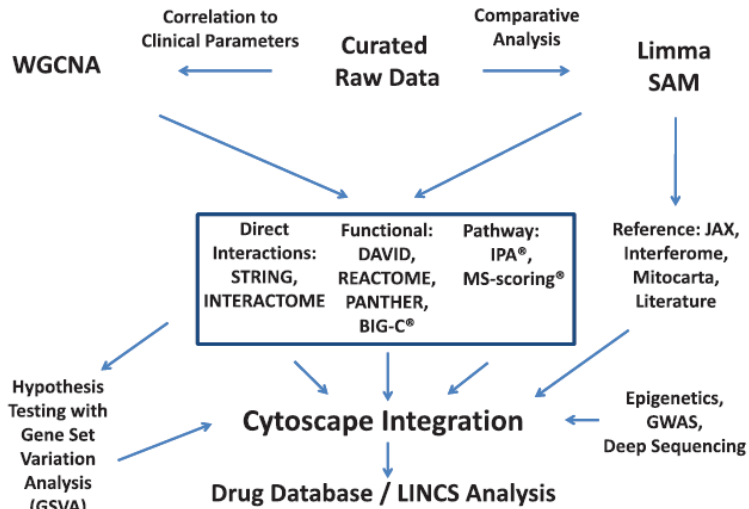 Correlation to
Clinical Parameters
Curated
Raw Data
Comparative
Analysis
WGCNA
Limma
SAM
Direct
Interactions:
STRING,
INTERACTOME
Functional:
DAVID,
REACTOME,
PANTHER,
BIG-C®
Pathway:
IPA®,
MS-scoring®
Reference: JAX,
Interferome,
Mitocarta,
Literature
Hypothesis
Testing with
Gene Set
Variation
Analysis
(GSVA)
Cytoscape Integration
Epigenetics,
GWAS,
Deep Sequencing
Drug Database / LINCS Analysis